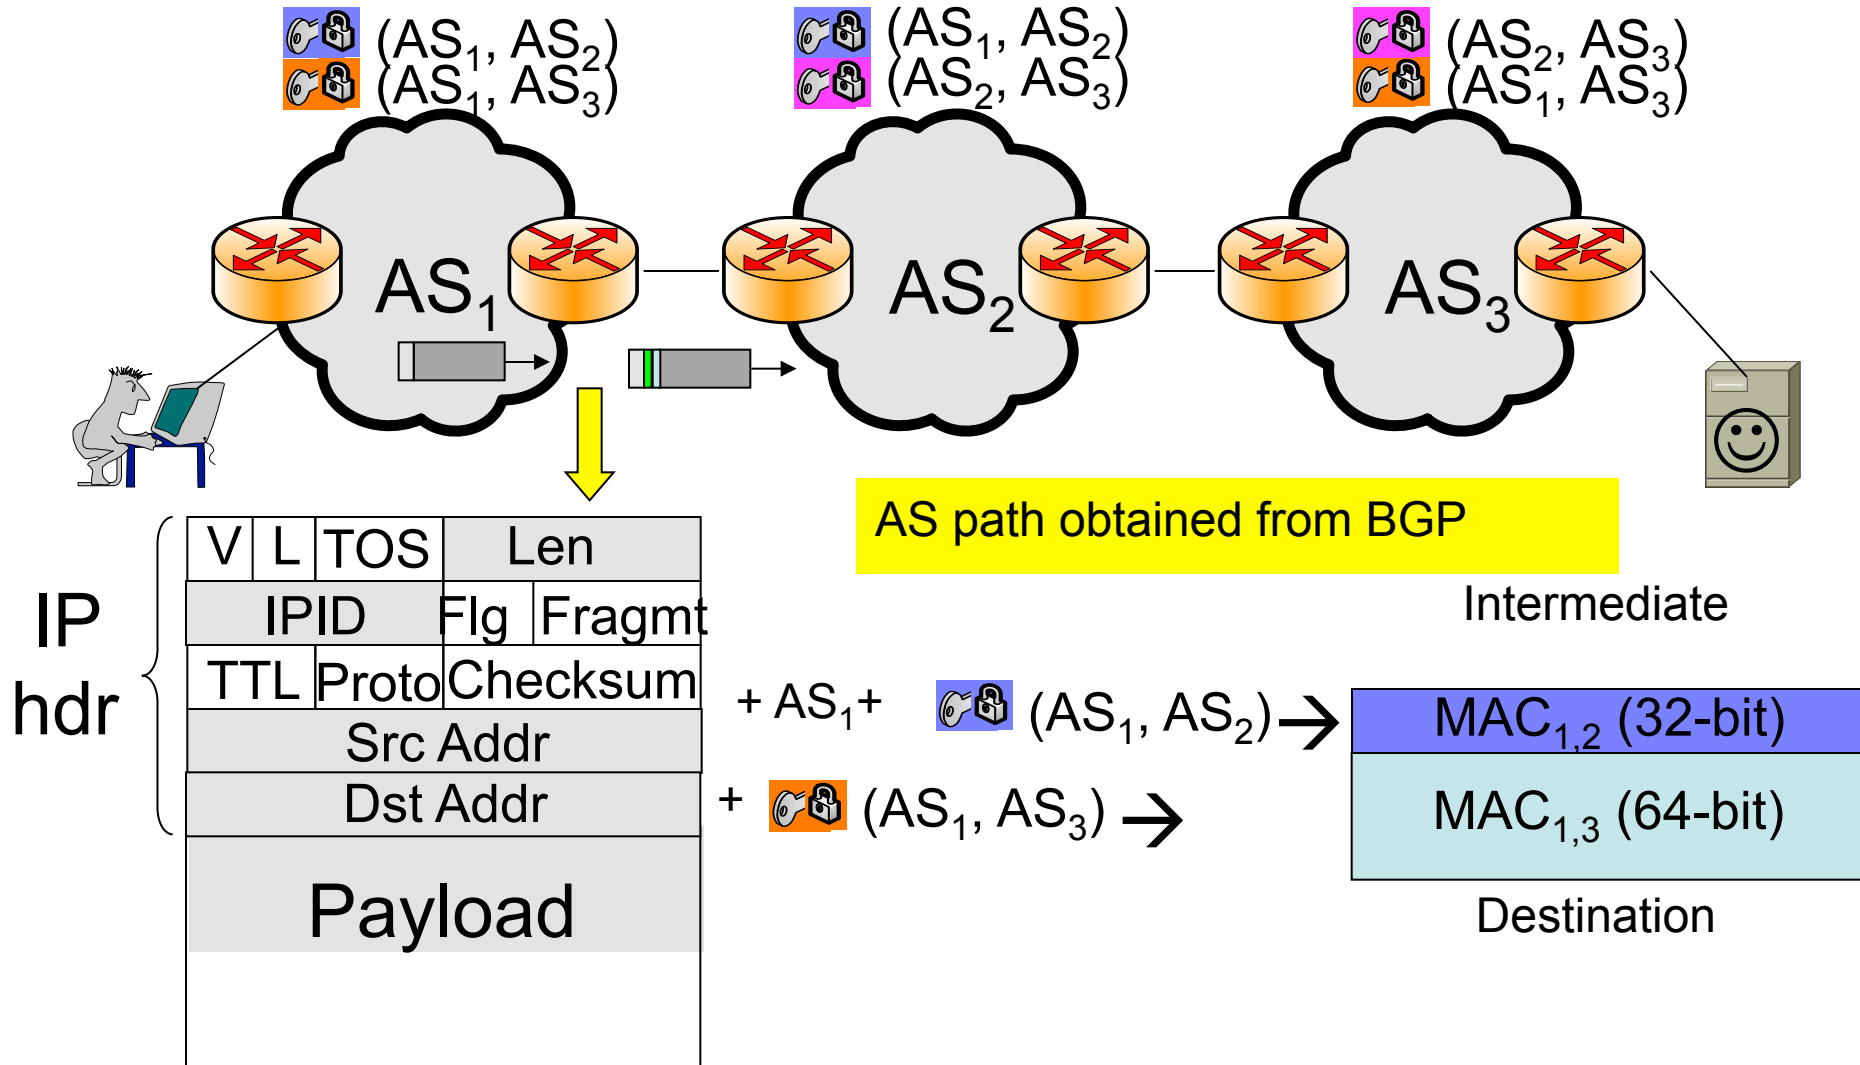 (AS₁, AS₂)
(AS₁, AS₃)
(AS₁, AS₂)
(AS₂, AS₃)
(AS₂, AS₃)
(AS₁, AS₃)
AS₁
AS₂
AS₃
AS path obtained from BGP
IP hdr
V L TOS Len
IPID Flg Fragmt
TTL Proto Checksum
Src Addr
Dst Addr
Payload
+ AS₁+ (AS₁, AS₂) →
+ (AS₁, AS₃) →
Intermediate
MAC₁,₂ (32-bit)
MAC₁,₃ (64-bit)
Destination